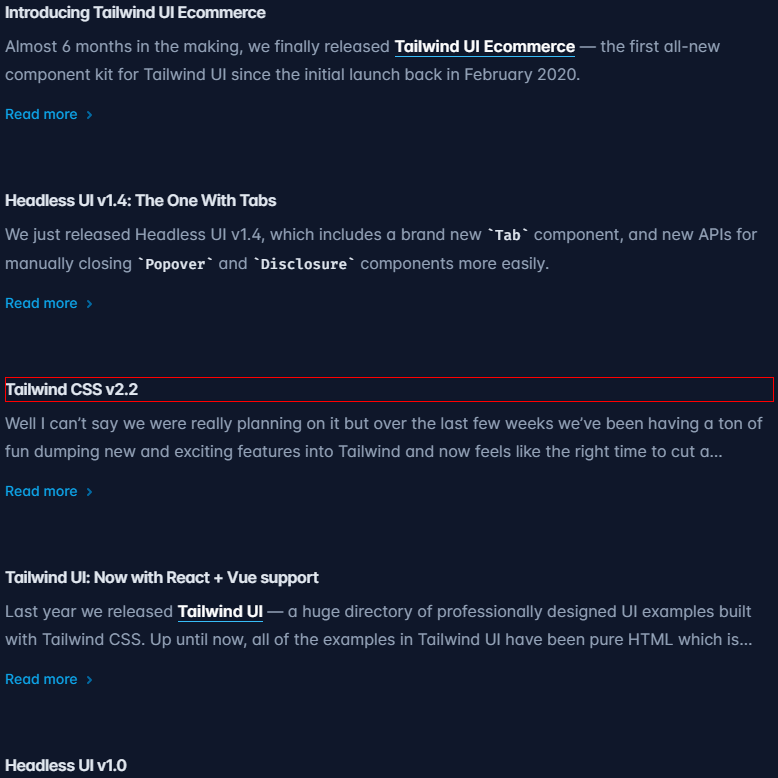 Introducing Tailwind UI Ecommerce
Almost 6 months in the making, we finally released Tailwind UI Ecommerce — the first all-new
component kit for Tailwind UI since the initial launch back in February 2020.
Read more ›
Headless UI v1.4: The One With Tabs
We just released Headless UI v1.4, which includes a brand new `Tab` component, and new APIs for
manually closing `Popover` and `Disclosure` components more easily.
Read more ›
Tailwind CSS v2.2
Well I can’t say we were really planning on it but over the last few weeks we’ve been having a ton of
fun dumping new and exciting features into Tailwind and now feels like the right time to cut a...
Read more ›
Tailwind UI: Now with React + Vue support
Last year we released Tailwind UI — a huge directory of professionally designed UI examples built
with Tailwind CSS. Up until now, all of the examples in Tailwind UI have been pure HTML which is...
Read more ›
Headless UI v1.0